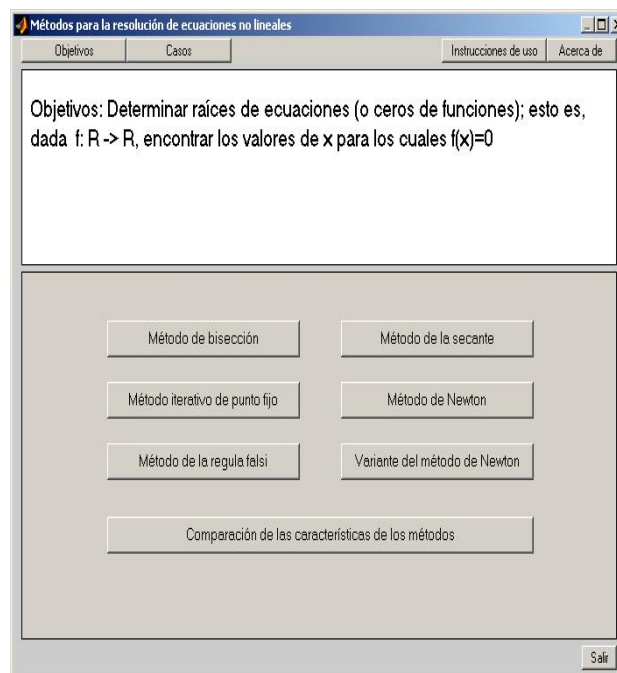 Métodos para la resolución de ecuaciones no lineales
Objetivos Casos Instrucciones de uso Acerca de
Objetivos: Determinar raíces de ecuaciones (o ceros de funciones); esto es,
dada f: R -> R, encontrar los valores de x para los cuales f(x)=0
Método de bisección Método de la secante
Método iterativo de punto fijo Método de Newton
Método de la regula falsi Variante del método de Newton
Comparación de las características de los métodos
Salir